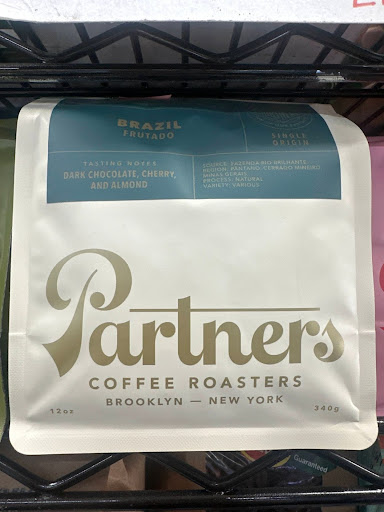 BRAZIL
FRUTADO
SINGLE
ORIGIN
TASTING NOTES
DARK CHOCOLATE, CHERRY,
AND ALMOND
SOURCE: FAZENDA RIO BRILHANTE
REGION: PANTANO, CERRADO MINEIRO
MINAS GERAIS
PROCESS: NATURAL
VARIETY: VARIOUS
Partners
COFFEE ROASTERS
BROOKLYN — NEW YORK
12oz
340g
Guaranteed